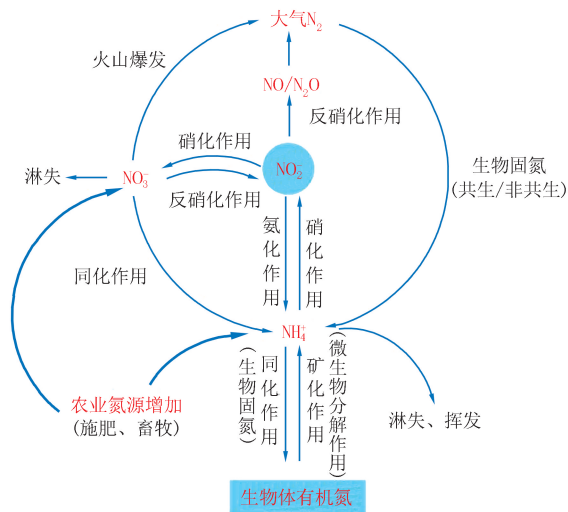 大气N₂
火山爆发
NO/N₂O
反硝化作用
硝化作用
NO₂⁻
生物固氮
(共生/非共生)
淋失
NO₃⁻
反硝化作用
氨化作用
硝化作用
同化作用
NH₄⁺
农业氮源增加
(施肥、畜牧)
(生物固氮)
同化作用
矿化作用
(微生物分解作用)
淋失、挥发
生物体有机氮